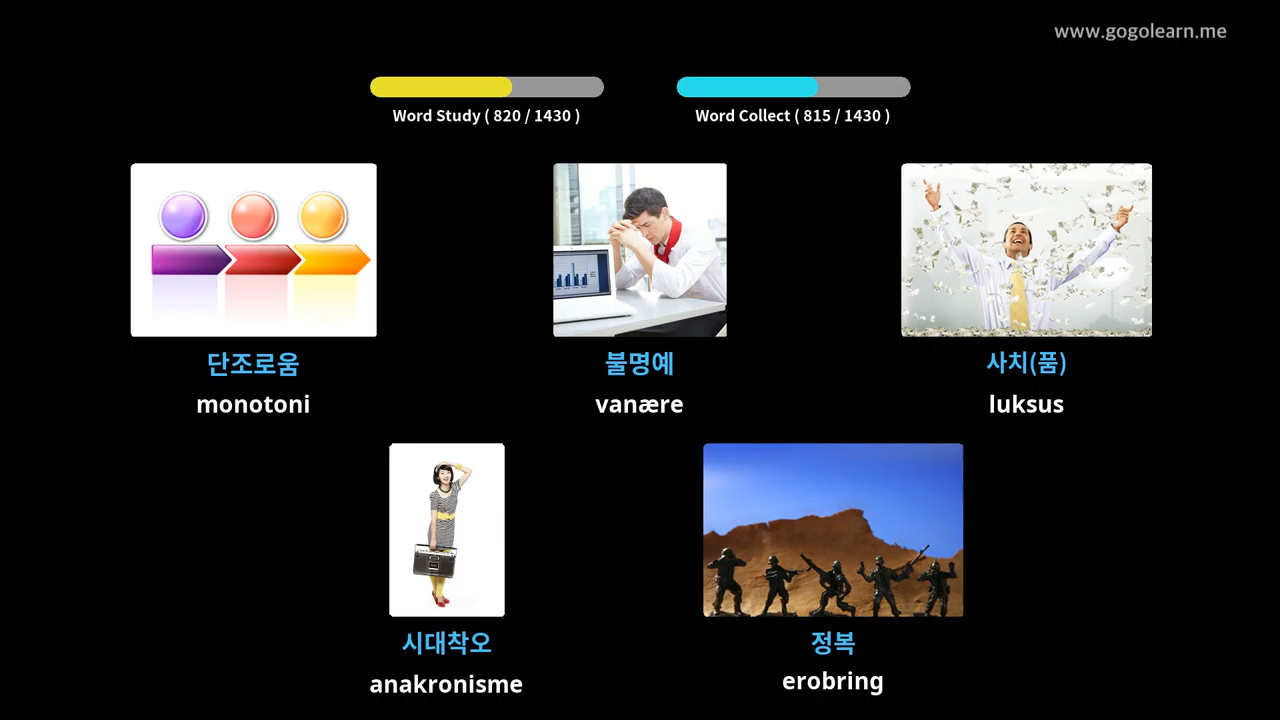 www.gogolearn.me
Word Study ( 820 / 1430 )
Word Collect ( 815 / 1430 )
단조로움
monotoni
불명예
vanære
사치(품)
luksus
시대착오
anakronisme
정복
erobring